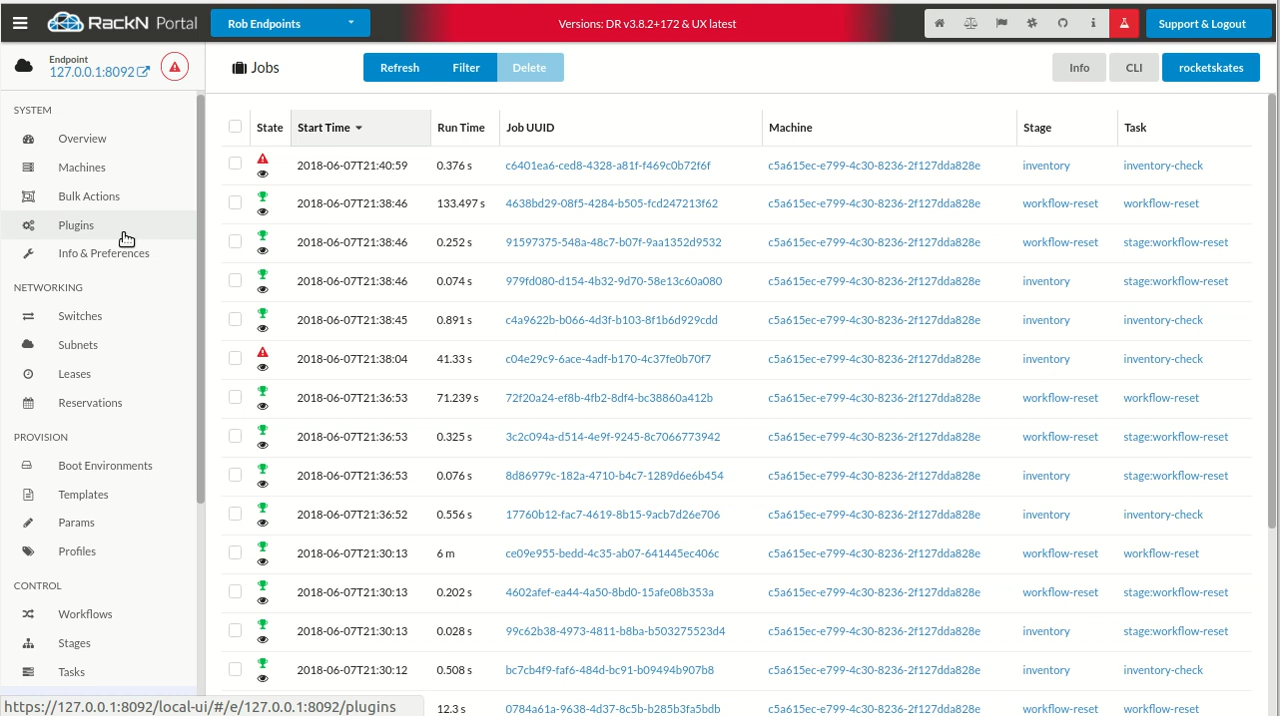 RACKN Portal
Rob Endpoints
Versions: DR v3.8.2+172 & UX latest
Support & Logout
Endpoint
127.0.0.1:8092
Jobs
Refresh Filter Delete
Info CLI rocketskates
SYSTEM
Overview
Machines
Bulk Actions
Plugins
Info & Preferences
NETWORKING
Switches
Subnets
Leases
Reservations
PROVISION
Boot Environments
Templates
Params
Profiles
CONTROL
Workflows
Stages
Tasks
State Start Time Run Time Job UUID Machine Stage Task
2018-06-07T21:40:59 0.376 s c6401ea6-ced8-4328-a81f-f469c0b72f6f c5a615ec-e799-4c30-8236-2f127dda828e inventory inventory-check
2018-06-07T21:38:46 133.497 s 4638bd29-08f5-4284-b505-fcd247213f62 c5a615ec-e799-4c30-8236-2f127dda828e workflow-reset workflow-reset
2018-06-07T21:38:46 0.252 s 91597375-548a-48c7-b07f-9aa1352d9532 c5a615ec-e799-4c30-8236-2f127dda828e workflow-reset stage:workflow-reset
2018-06-07T21:38:46 0.074 s 979fd080-d154-4b32-9d70-58e13c60a080 c5a615ec-e799-4c30-8236-2f127dda828e inventory stage:workflow-reset
2018-06-07T21:38:45 0.891 s c4a9622b-b066-4d3f-b103-8f1b6d929cdd c5a615ec-e799-4c30-8236-2f127dda828e inventory inventory-check
2018-06-07T21:38:04 41.33 s c04e29c9-6ace-4adf-b170-4c37fe0b70f7 c5a615ec-e799-4c30-8236-2f127dda828e inventory inventory-check
2018-06-07T21:36:53 71.239 s 72f20a24-ef8b-4fb2-8df4-bc38860a412b c5a615ec-e799-4c30-8236-2f127dda828e workflow-reset workflow-reset
2018-06-07T21:36:53 0.325 s 3c2c094a-d514-4e9f-9245-8c7066773942 c5a615ec-e799-4c30-8236-2f127dda828e workflow-reset stage:workflow-reset
2018-06-07T21:36:53 0.076 s 8d86979c-182a-4710-b4c7-1289d6e6b454 c5a615ec-e799-4c30-8236-2f127dda828e inventory stage:workflow-reset
2018-06-07T21:36:52 0.556 s 17760b12-fac7-4619-8b15-9acb7d26e706 c5a615ec-e799-4c30-8236-2f127dda828e inventory inventory-check
2018-06-07T21:30:13 6 m ce09e955-bedd-4c35-ab07-641445ec406c c5a615ec-e799-4c30-8236-2f127dda828e workflow-reset workflow-reset
2018-06-07T21:30:13 0.202 s 4602afef-ea44-4a50-8bd0-15afe08b353a c5a615ec-e799-4c30-8236-2f127dda828e workflow-reset stage:workflow-reset
2018-06-07T21:30:13 0.028 s 99c62b38-4973-4811-b8ba-b503275523d4 c5a615ec-e799-4c30-8236-2f127dda828e inventory stage:workflow-reset
2018-06-07T21:30:12 0.508 s bc7cb4f9-faf6-484d-bc91-b09494b907b8 c5a615ec-e799-4c30-8236-2f127dda828e inventory inventory-check
12.3 s 0784a61a-9638-4d37-8c5b-b285b3fa5bdb c5a615ec-e799-4c30-8236-2f127dda828e workflow-reset workflow-reset
https://127.0.0.1:8092/local-ui/#/e/127.0.0.1:8092/plugins